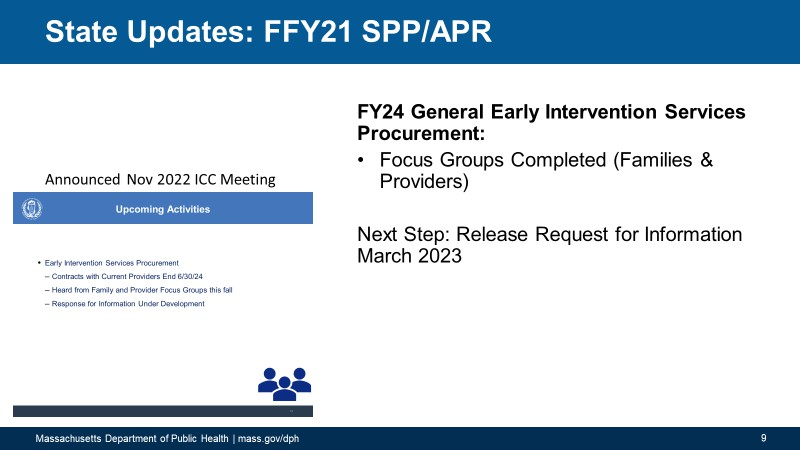 State Updates: FFY21 SPP/APR
Announced Nov 2022 ICC Meeting
Upcoming Activities
• Early Intervention Services Procurement
– Contracts with Current Providers End 6/30/24
– Heard from Family and Provider Focus Groups this fall
– Response for Information Under Development
FY24 General Early Intervention Services
Procurement:
• Focus Groups Completed (Families &
Providers)
Next Step: Release Request for Information
March 2023
Massachusetts Department of Public Health | mass.gov/dph
9